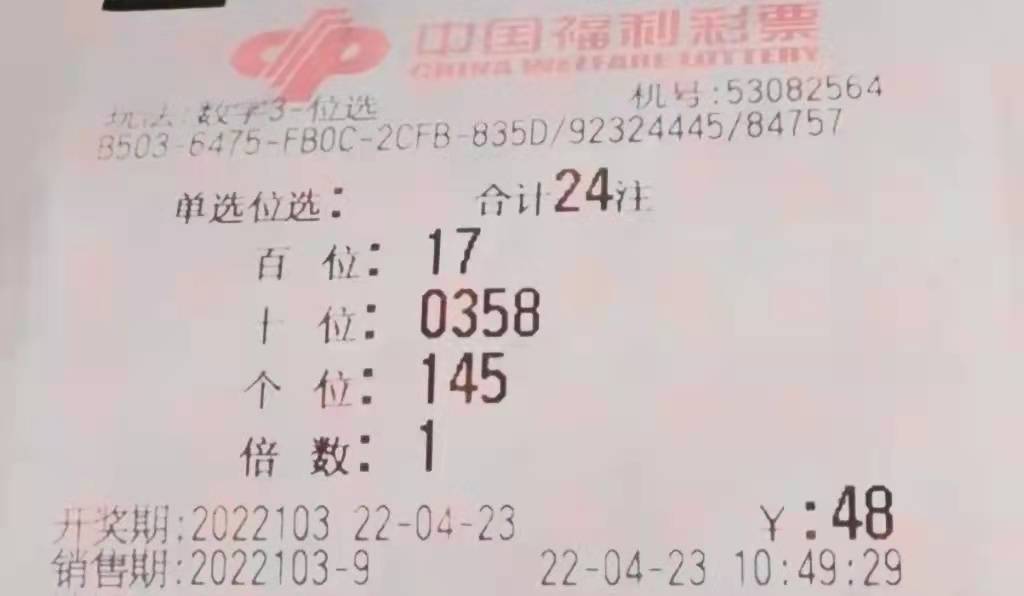 中国福利彩票
CHINA WELFARE LOTTERY
玩法:数字3-位选 机号:53082564
B503-6475-FB0C-2CFB-835D/92324445/84757
单选位选: 合计24注
百 位: 17
十 位: 0358
个 位: 145
倍 数: 1
开奖期:2022103 22-04-23 ¥:48
销售期:2022103-9 22-04-23 10:49:29